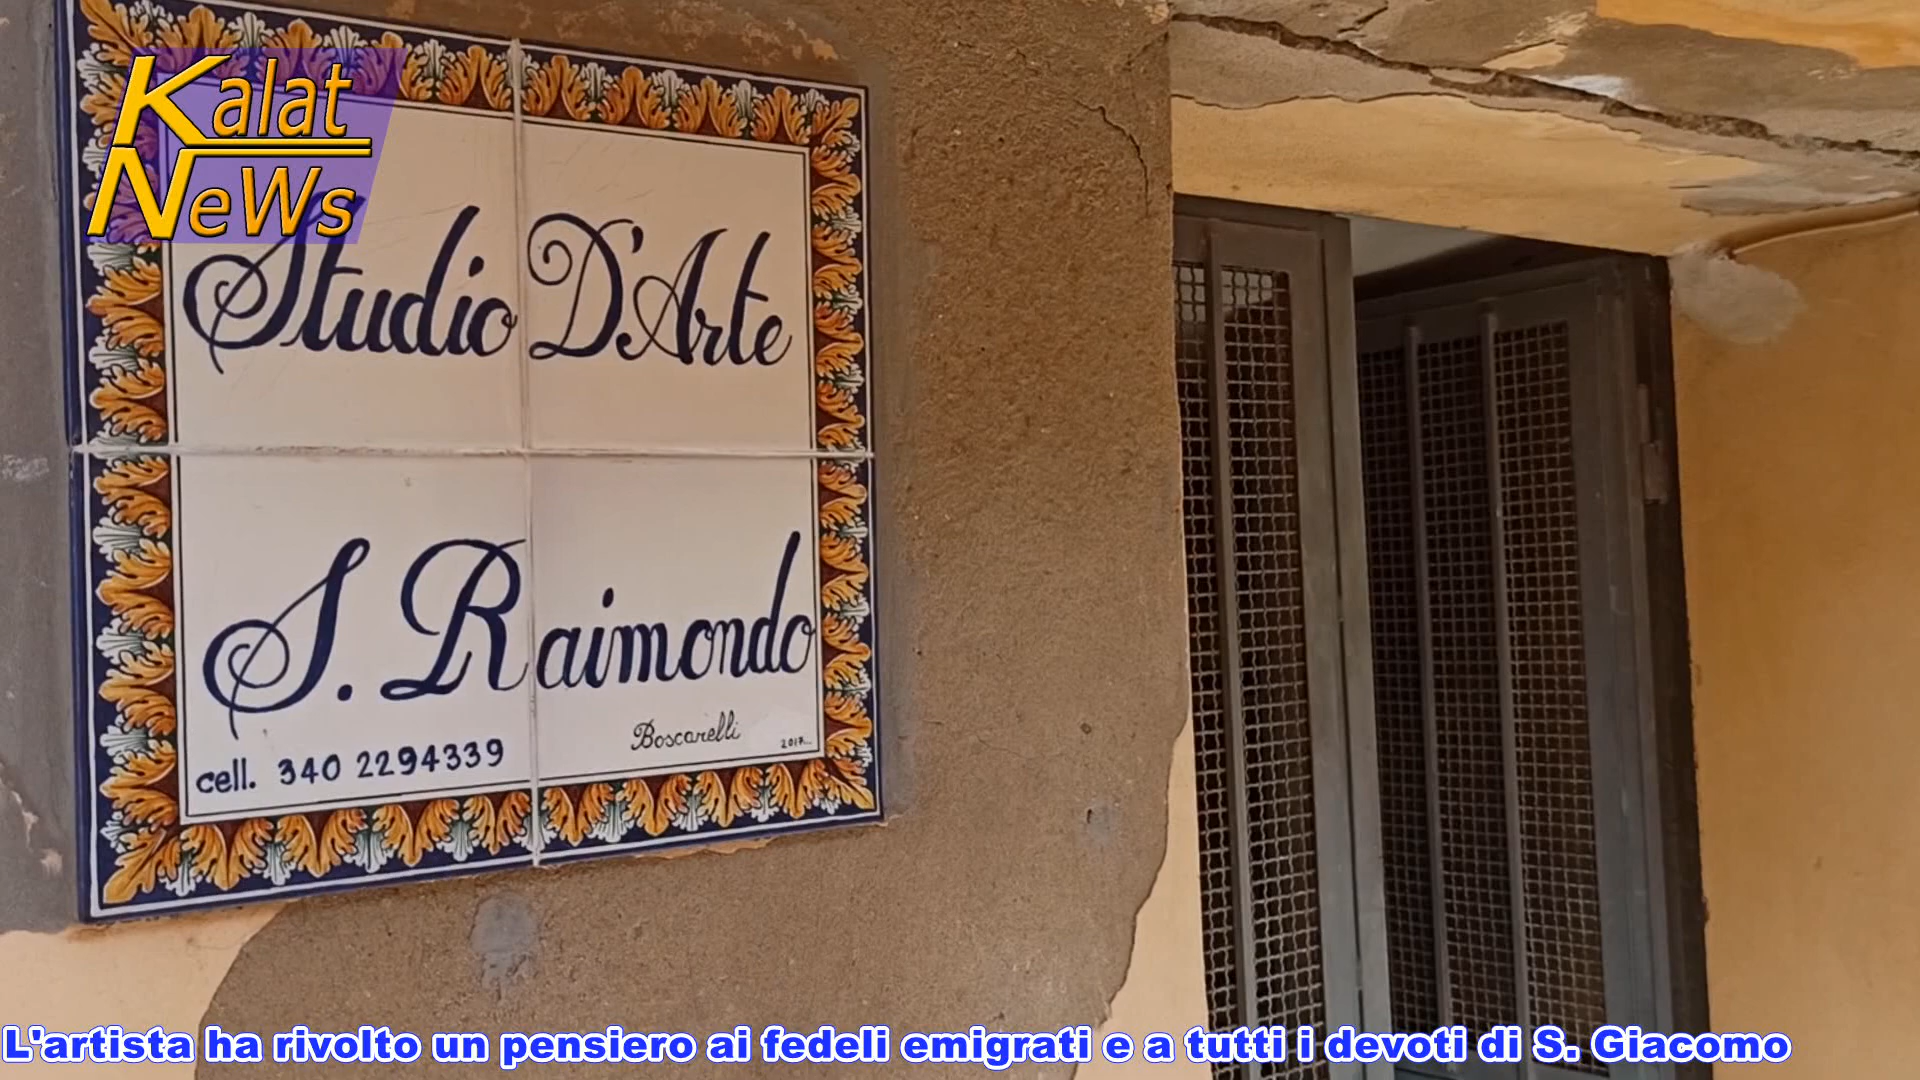 Kalat
NeWs
Studio D'Arte
S. Raimondo
Boscarelli
2017...
cell. 340 2294339
L'artista ha rivolto un pensiero ai fedeli emigrati e a tutti i devoti di S. Giacomo